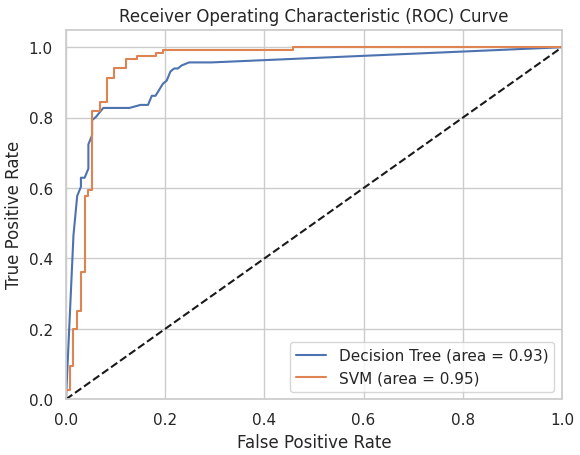 Receiver Operating Characteristic (ROC) Curve
True Positive Rate
1.0
0.8
0.6
0.4
0.2
0.0
Decision Tree (area = 0.93)
SVM (area = 0.95)
0.0 0.2 0.4 0.6 0.8 1.0
False Positive Rate